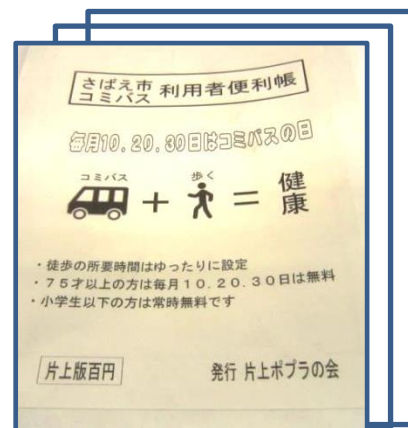 さばえ市
コミバス 利用者便利帳
毎月10.20.30日はコミバスの日
コミバス
歩く
+ = 健康
・徒歩の所要時間はゆったりに設定
・75才以上の方は毎月10.20.30日は無料
・小学生以下の方は常時無料です
片上版百円
発行 片上ポプラの会